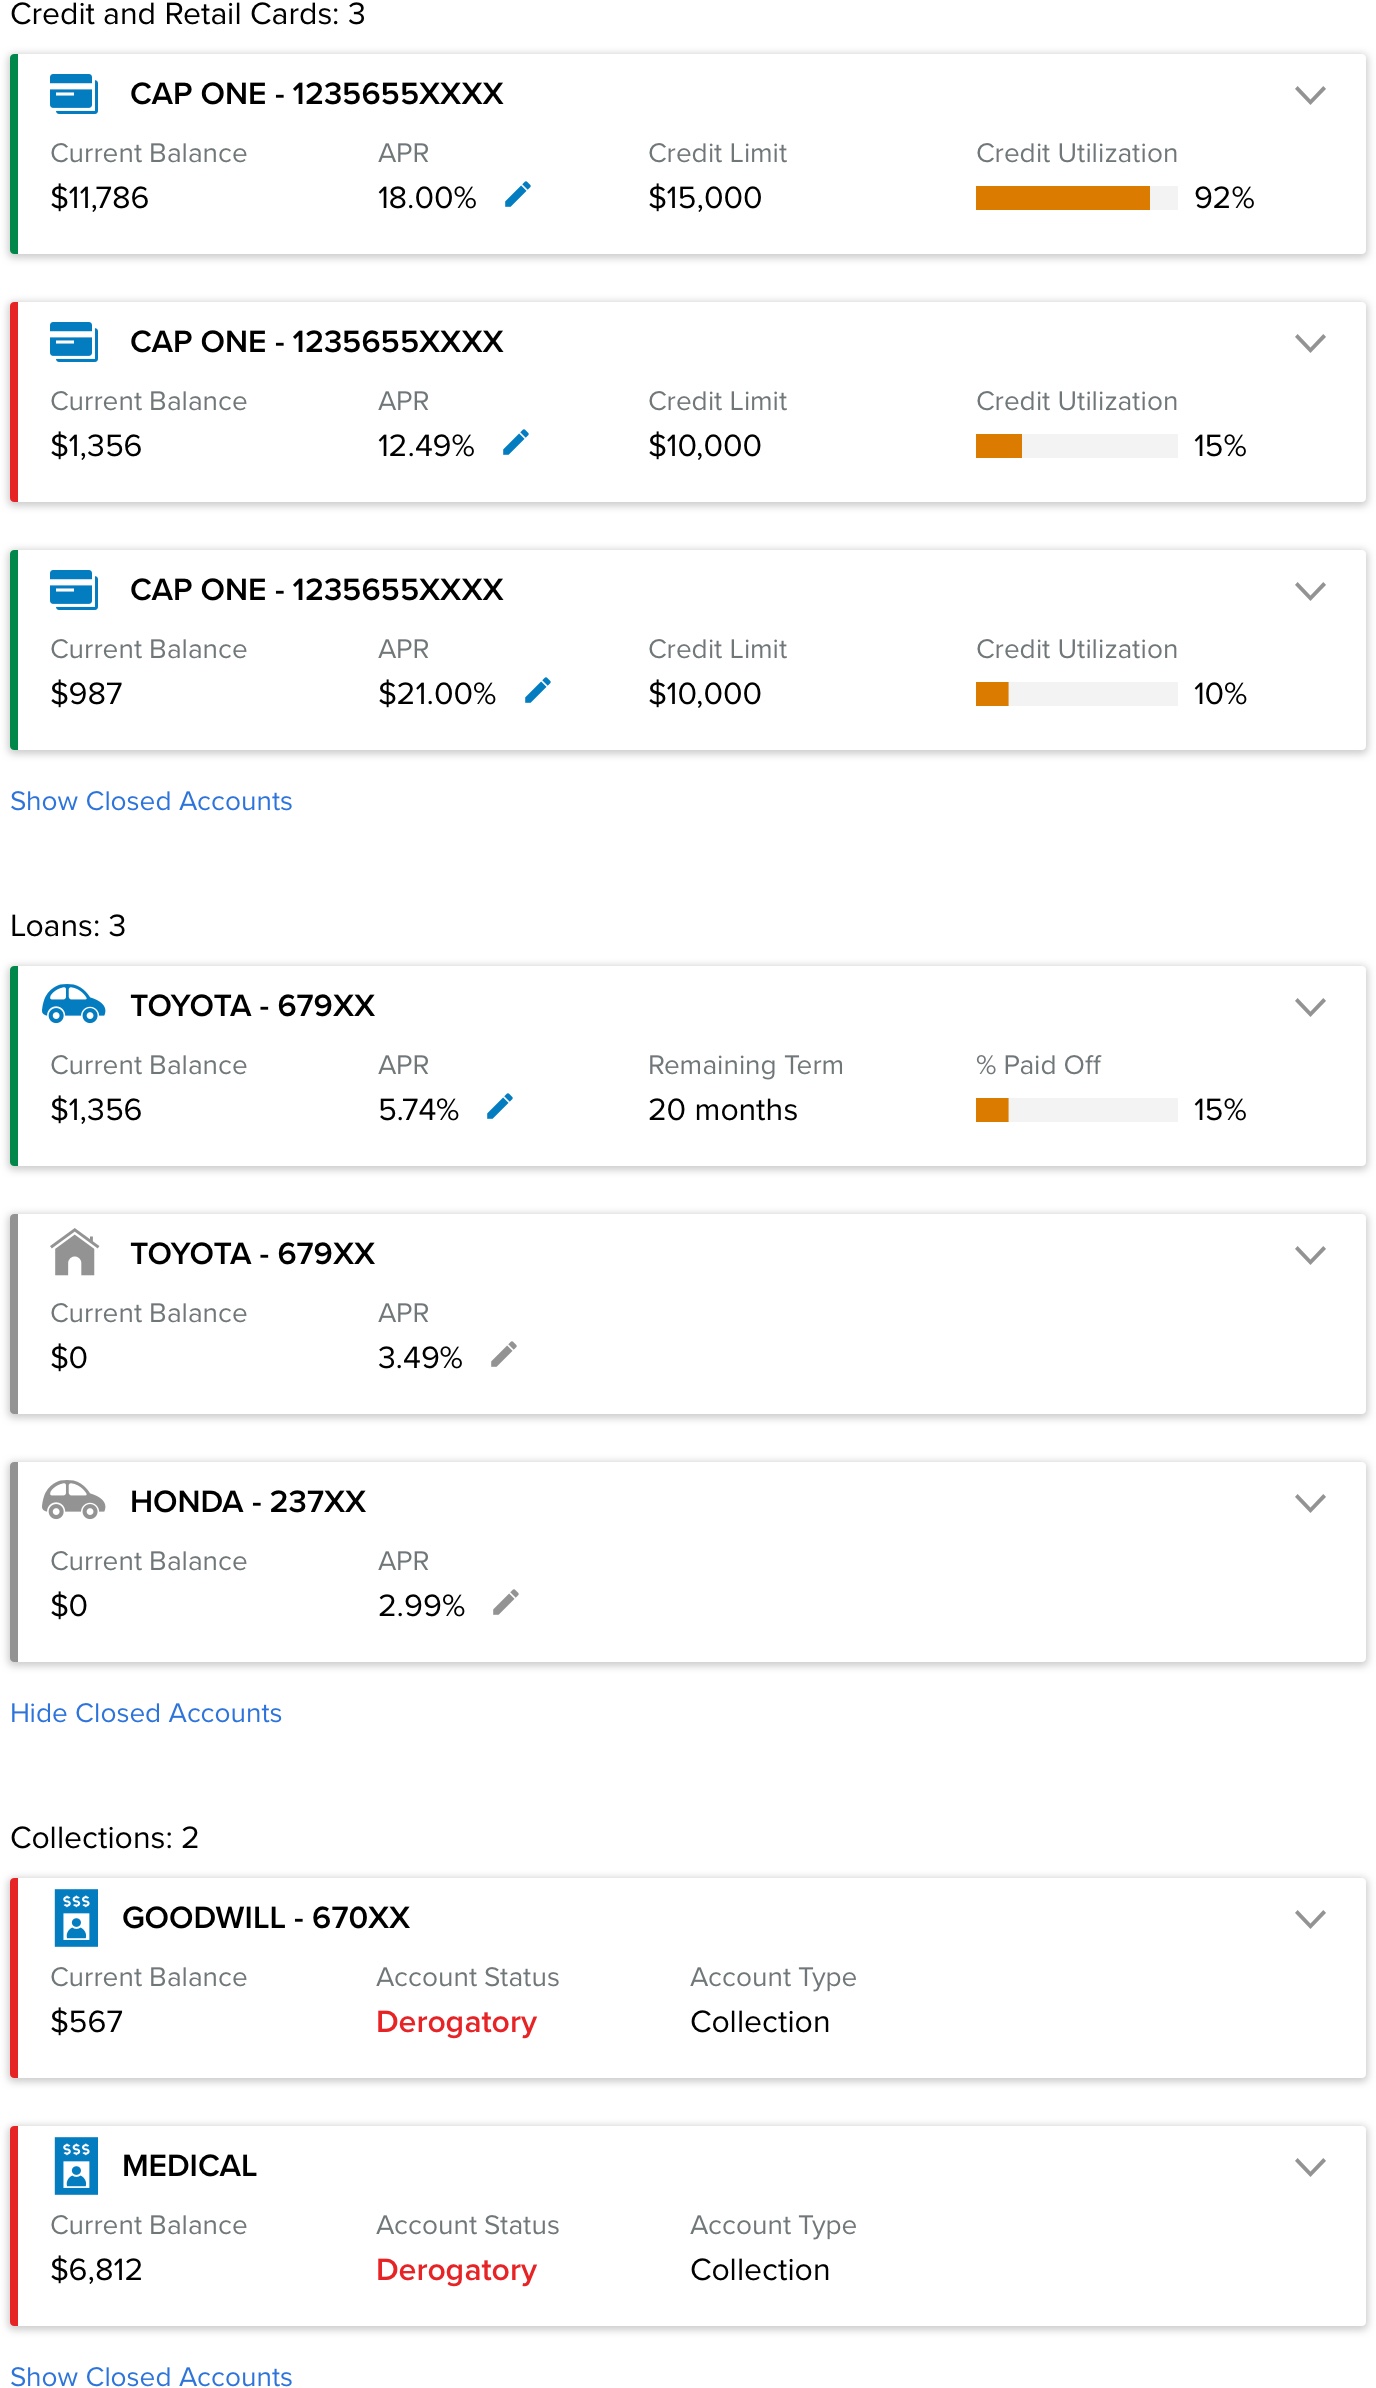 Credit and Retail Cards: 3
CAP ONE - 1235655XXXX
Current Balance APR Credit Limit Credit Utilization
$11,786 18.00% $15,000 92%
CAP ONE - 1235655XXXX
Current Balance APR Credit Limit Credit Utilization
$1,356 12.49% $10,000 15%
CAP ONE - 1235655XXXX
Current Balance APR Credit Limit Credit Utilization
$987 $21.00% $10,000 10%
Show Closed Accounts
Loans: 3
TOYOTA - 679XX
Current Balance APR Remaining Term % Paid Off
$1,356 5.74% 20 months 15%
TOYOTA - 679XX
Current Balance APR
$0 3.49%
HONDA - 237XX
Current Balance APR
$0 2.99%
Hide Closed Accounts
Collections: 2
$$$
GOODWILL - 670XX
Current Balance Account Status Account Type
$567 Derogatory Collection
$$$
MEDICAL
Current Balance Account Status Account Type
$6,812 Derogatory Collection
Show Closed Accounts